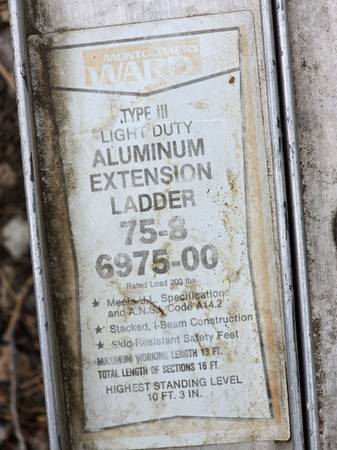 MONTGOMERY
WARD
TYPE III
LIGHT DUTY
ALUMINUM
EXTENSION
LADDER
75-8
6975-00
Rated Load 200 lbs.
★ Meets U.L. Specification
and A.N.S.I. Code A14.2
★ Stacked, I-Beam Construction
★ Skid-Resistant Safety Feet
MAXIMUM WORKING LENGTH 13 FT.
TOTAL LENGTH OF SECTIONS 16 FT.
HIGHEST STANDING LEVEL
10 FT. 3 IN.